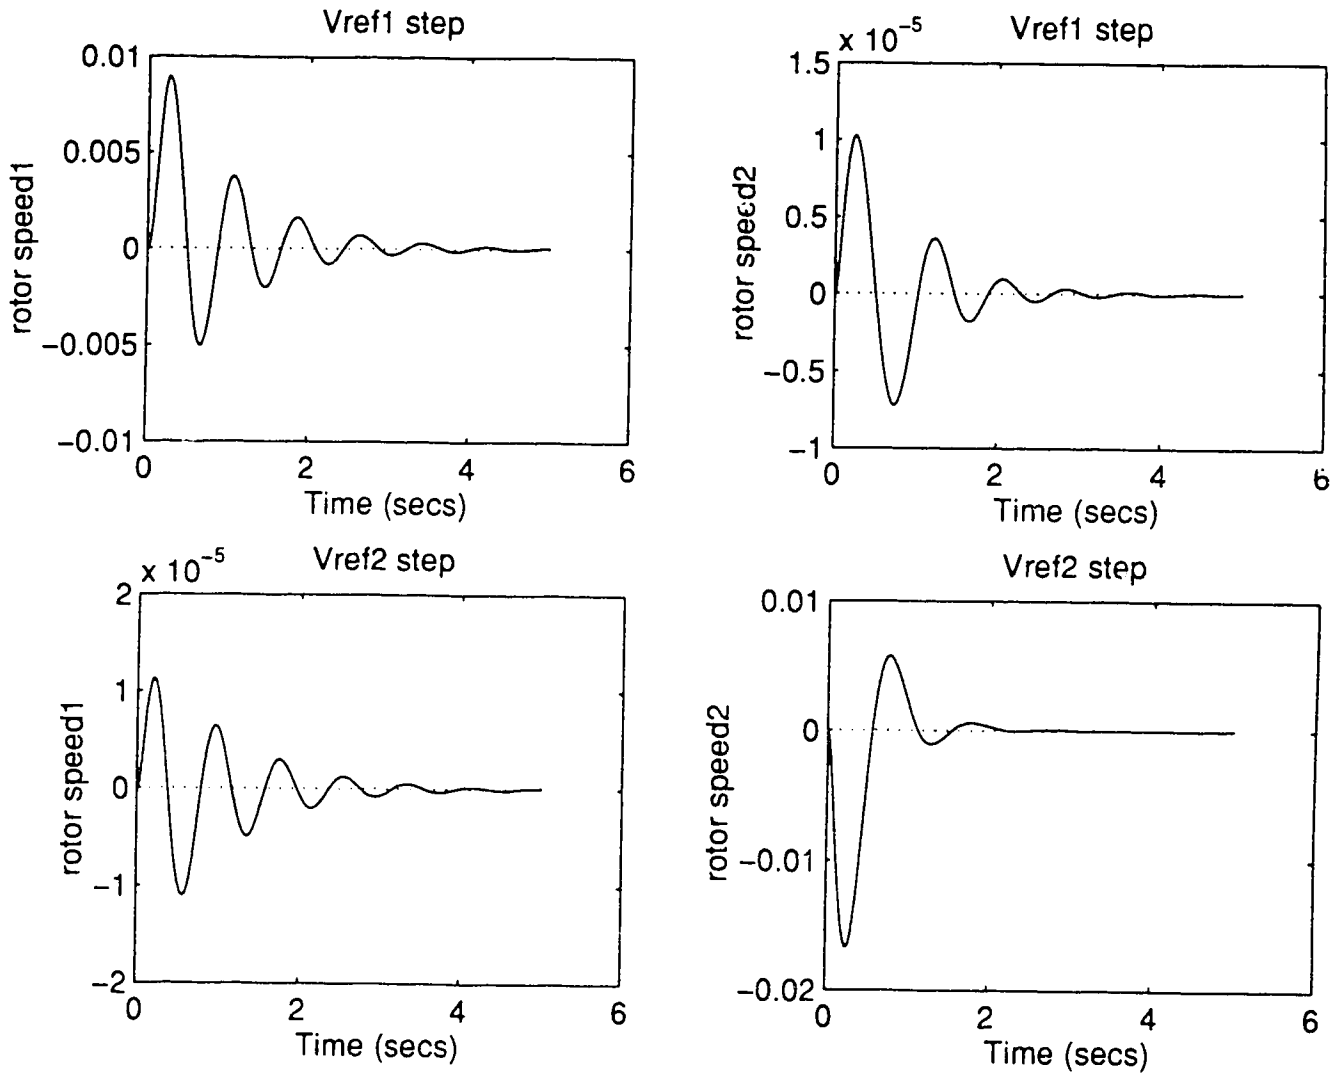 Vref1 step
0.01
0.005
0
−0.005
−0.01
rotor speed1
0 2 4 6
Time (secs)
x 10−5
Vref1 step
1.5
1
0.5
0
−0.5
−1
rotor speed2
0 2 4 6
Time (secs)
x 10−5
Vref2 step
2
1
0
−1
−2
rotor speed1
0 2 4 6
Time (secs)
Vref2 step
0.01
0
−0.01
−0.02
rotor speed2
0 2 4 6
Time (secs)